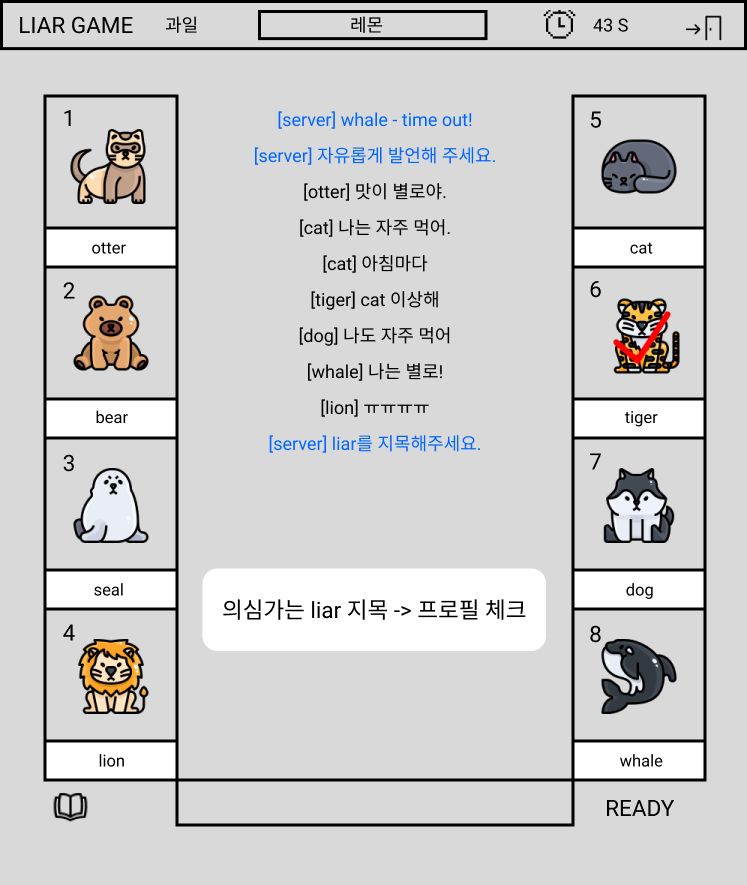 LIAR GAME 과일 레몬 43 S
1
otter
2
bear
3
seal
4
lion
[server] whale - time out!
[server] 자유롭게 발언해 주세요.
[otter] 맛이 별로야.
[cat] 나는 자주 먹어.
[cat] 아침마다
[tiger] cat 이상해
[dog] 나도 자주 먹어
[whale] 나는 별로!
[lion] ㅠㅠㅠㅠ
[server] liar를 지목해주세요.
의심가는 liar 지목 -> 프로필 체크
5
cat
6
tiger
7
dog
8
whale
READY